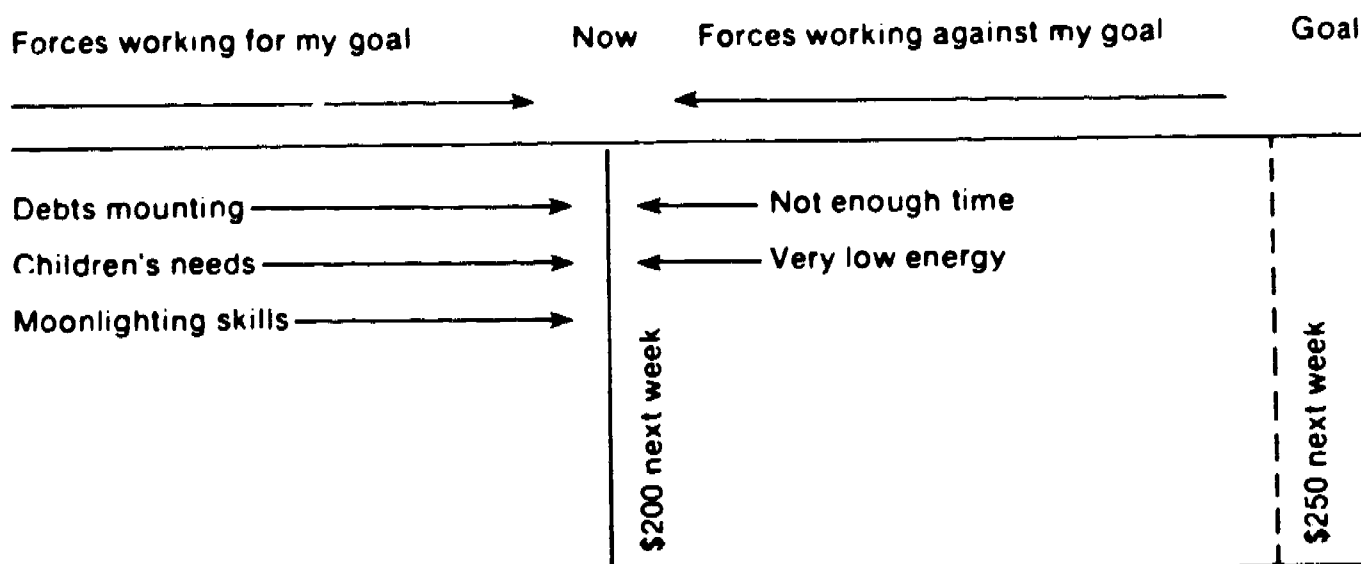 Forces working for my goal Now Forces working against my goal Goal
Debts mounting Not enough time
Children's needs Very low energy
Moonlighting skills
$200 next week
$250 next week